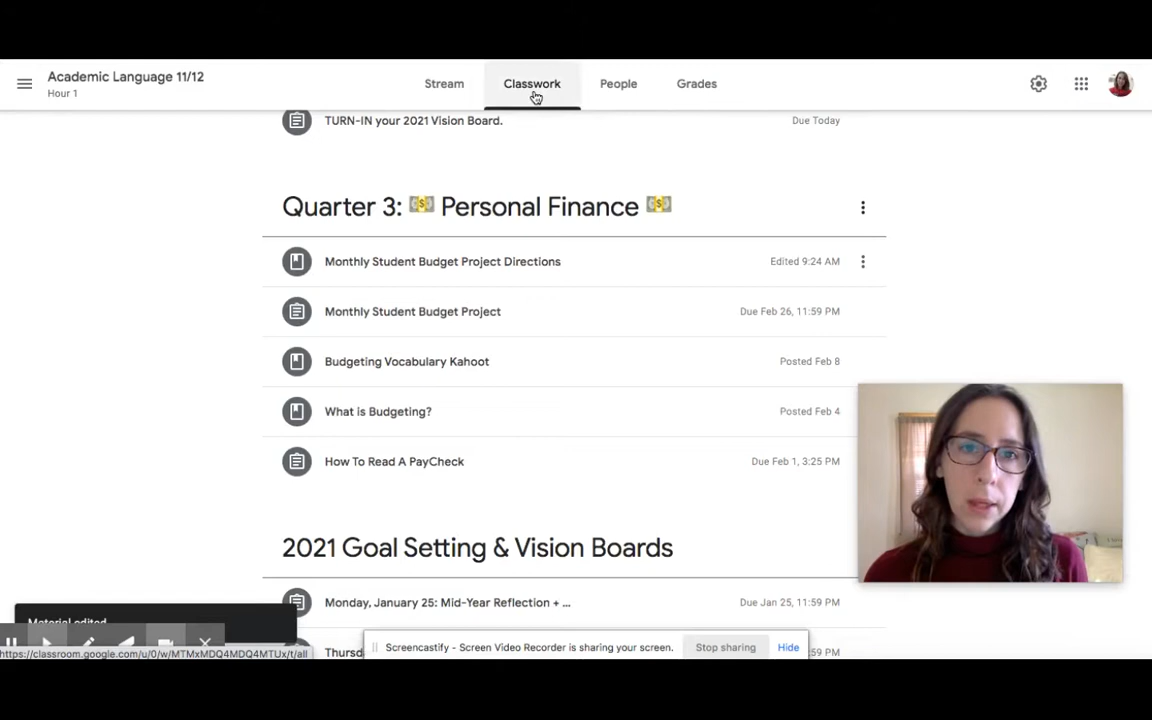 Academic Language 11/12
Hour 1
Stream
Classwork
People
Grades
TURN-IN your 2021 Vision Board.
Due Today
Quarter 3: 💵 Personal Finance 💵
Monthly Student Budget Project Directions
Edited 9:24 AM
Monthly Student Budget Project
Due Feb 26, 11:59 PM
Budgeting Vocabulary Kahoot
Posted Feb 8
What is Budgeting?
Posted Feb 4
How To Read A PayCheck
Due Feb 1, 3:25 PM
2021 Goal Setting & Vision Boards
Monday, January 25: Mid-Year Reflection + ...
Due Jan 25, 11:59 PM
Material edited
Thursd
:59 PM
Screencastify - Screen Video Recorder is sharing your screen.
Stop sharing
Hide
https://classroom.google.com/u/0/w/MTMxMDQ4MDQ4MTUx/t/all